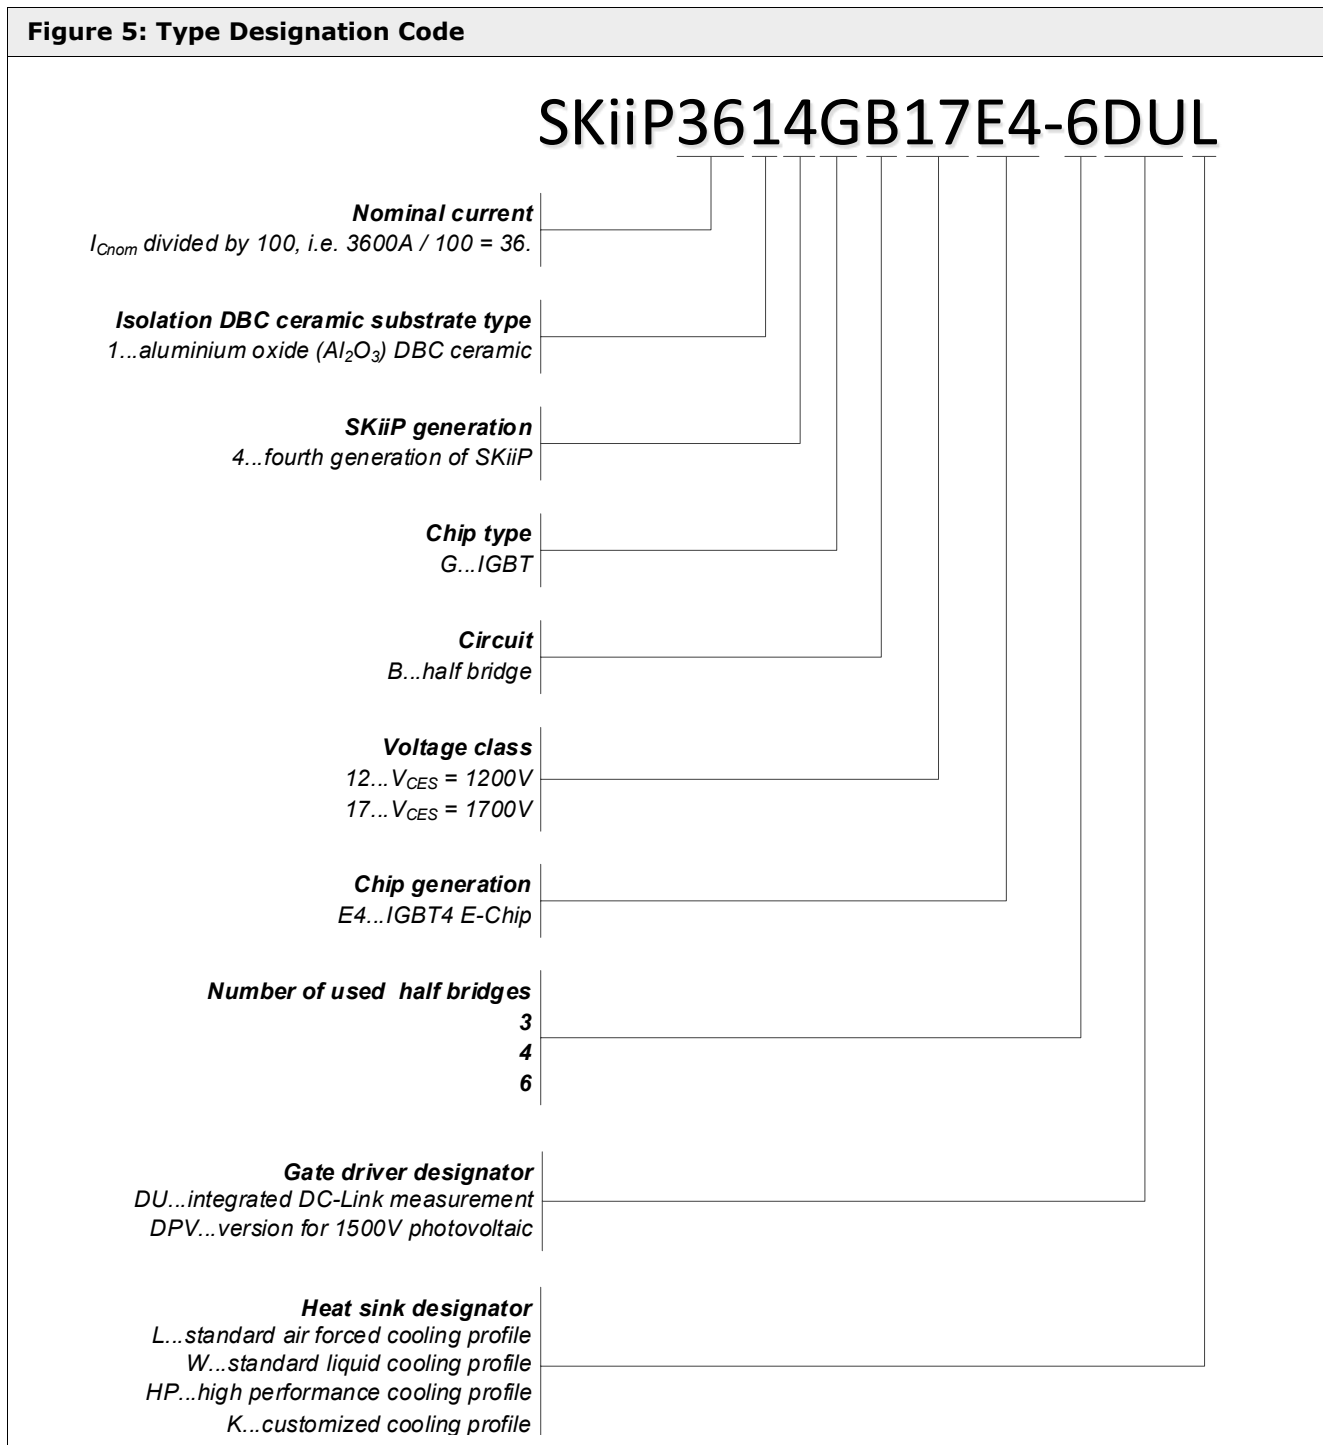 Figure 5: Type Designation Code
SKiiP3614GB17E4-6DUL
Nominal current
I_Cnom divided by 100, i.e. 3600A / 100 = 36.
Isolation DBC ceramic substrate type
1...aluminium oxide (Al₂O₃) DBC ceramic
SKiiP generation
4...fourth generation of SKiiP
Chip type
G...IGBT
Circuit
B...half bridge
Voltage class
12...V_CES = 1200V
17...V_CES = 1700V
Chip generation
E4...IGBT4 E-Chip
Number of used half bridges
3
4
6
Gate driver designator
DU...integrated DC-Link measurement
DPV...version for 1500V photovoltaic
Heat sink designator
L...standard air forced cooling profile
W...standard liquid cooling profile
HP...high performance cooling profile
K...customized cooling profile